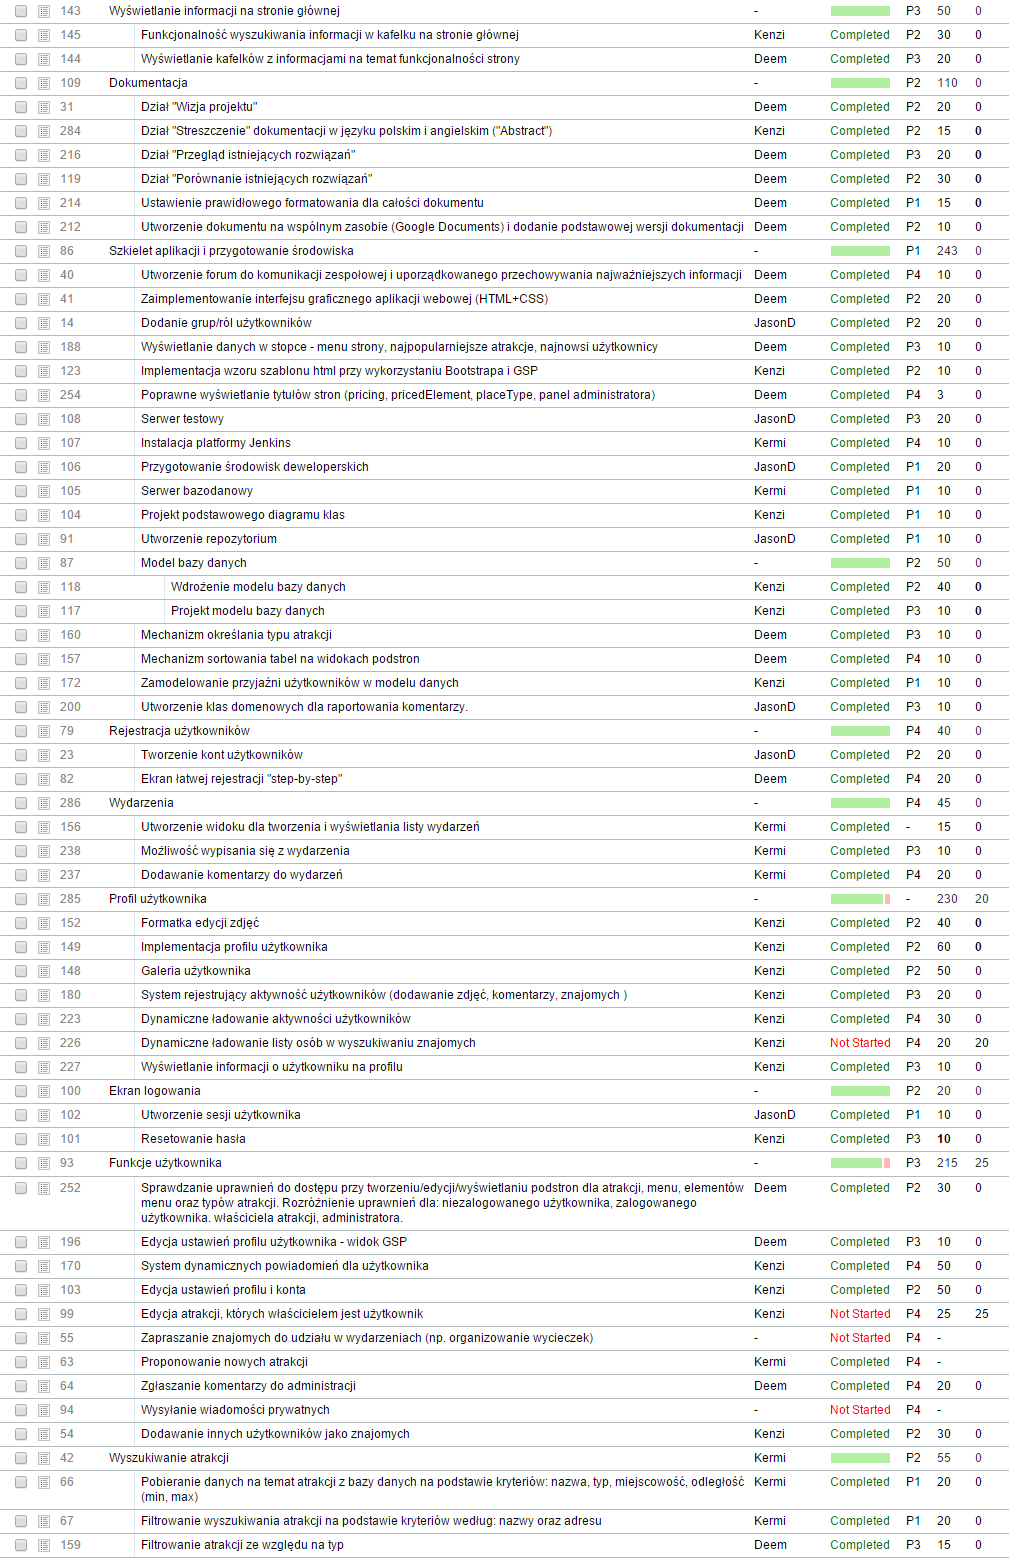 143 Wyświetlanie informacji na stronie głównej - P3 50 0
145 Funkcjonalność wyszukiwania informacji w kafelku na stronie głównej Kenzi Completed P2 30 0
144 Wyświetlanie kafelków z informacjami na temat funkcjonalności strony Deem Completed P3 20 0
109 Dokumentacja - P2 110 0
31 Dział "Wizja projektu" Deem Completed P2 20 0
284 Dział "Streszczenie" dokumentacji w języku polskim i angielskim ("Abstract") Kenzi Completed P2 15 0
216 Dział "Przegląd istniejących rozwiązań" Deem Completed P3 20 0
119 Dział "Porównanie istniejących rozwiązań" Deem Completed P2 30 0
214 Ustawienie prawidłowego formatowania dla całości dokumentu Deem Completed P1 15 0
212 Utworzenie dokumentu na wspólnym zasobie (Google Documents) i dodanie podstawowej wersji dokumentacji Deem Completed P2 10 0
86 Szkielet aplikacji i przygotowanie środowiska - P1 243 0
40 Utworzenie forum do komunikacji zespołowej i uporządkowanego przechowywania najważniejszych informacji Deem Completed P4 10 0
41 Zaimplementowanie interfejsu graficznego aplikacji webowej (HTML+CSS) Deem Completed P2 20 0
14 Dodanie grup/ról użytkowników JasonD Completed P2 20 0
188 Wyświetlanie danych w stopce - menu strony, najpopularniejsze atrakcje, najnowsi użytkownicy Deem Completed P3 10 0
123 Implementacja wzoru szablonu html przy wykorzystaniu Bootstrapa i GSP Kenzi Completed P2 10 0
254 Poprawne wyświetlanie tytułów stron (pricing, pricedElement, placeType, panel administratora) Deem Completed P4 3 0
108 Serwer testowy JasonD Completed P3 20 0
107 Instalacja platformy Jenkins Kermi Completed P4 10 0
106 Przygotowanie środowisk deweloperskich JasonD Completed P1 20 0
105 Serwer bazodanowy Kermi Completed P1 10 0
104 Projekt podstawowego diagramu klas Kenzi Completed P1 10 0
91 Utworzenie repozytorium JasonD Completed P1 10 0
87 Model bazy danych - P2 50 0
118 Wdrożenie modelu bazy danych Kenzi Completed P2 40 0
117 Projekt modelu bazy danych Kenzi Completed P3 10 0
160 Mechanizm określania typu atrakcji Deem Completed P3 10 0
157 Mechanizm sortowania tabel na widokach podstron Deem Completed P4 10 0
172 Zamodelowanie przyjaźni użytkowników w modelu danych Kenzi Completed P1 10 0
200 Utworzenie klas domenowych dla raportowania komentarzy. JasonD Completed P3 10 0
79 Rejestracja użytkowników - P4 40 0
23 Tworzenie kont użytkowników JasonD Completed P2 20 0
82 Ekran łatwej rejestracji "step-by-step" Deem Completed P4 20 0
286 Wydarzenia - P4 45 0
156 Utworzenie widoku dla tworzenia i wyświetlania listy wydarzeń Kermi Completed - 15 0
238 Możliwość wypisania się z wydarzenia Kermi Completed P3 10 0
237 Dodawanie komentarzy do wydarzeń Kermi Completed P4 20 0
285 Profil użytkownika - - 230 20
152 Formatka edycji zdjęć Kenzi Completed P2 40 0
149 Implementacja profilu użytkownika Kenzi Completed P2 60 0
148 Galeria użytkownika Kenzi Completed P2 50 0
180 System rejestrujący aktywność użytkowników (dodawanie zdjęć, komentarzy, znajomych ) Kenzi Completed P3 20 0
223 Dynamiczne ładowanie aktywności użytkowników Kenzi Completed P4 30 0
226 Dynamiczne ładowanie listy osób w wyszukiwaniu znajomych Kenzi Not Started P4 20 20
227 Wyświetlanie informacji o użytkowniku na profilu Kenzi Completed P3 10 0
100 Ekran logowania - P2 20 0
102 Utworzenie sesji użytkownika JasonD Completed P1 10 0
101 Resetowanie hasła Kenzi Completed P3 10 0
93 Funkcje użytkownika - P3 215 25
252 Sprawdzanie uprawnień do dostępu przy tworzeniu/edycji/wyświetlaniu podstron dla atrakcji, menu, elementów Deem Completed P2 30 0
menu oraz typów atrakcji. Rozróżnienie uprawnień dla: niezalogowanego użytkownika, zalogowanego
użytkownika. właściciela atrakcji, administratora.
196 Edycja ustawień profilu użytkownika - widok GSP Deem Completed P3 10 0
170 System dynamicznych powiadomień dla użytkownika Kenzi Completed P4 50 0
103 Edycja ustawień profilu i konta Kenzi Completed P2 50 0
99 Edycja atrakcji, których właścicielem jest użytkownik Kenzi Not Started P4 25 25
55 Zapraszanie znajomych do udziału w wydarzeniach (np. organizowanie wycieczek) - Not Started P4 -
63 Proponowanie nowych atrakcji Kermi Completed P4 -
64 Zgłaszanie komentarzy do administracji Deem Completed P4 20 0
94 Wysyłanie wiadomości prywatnych - Not Started P4 -
54 Dodawanie innych użytkowników jako znajomych Kenzi Completed P2 30 0
42 Wyszukiwanie atrakcji Kermi P2 55 0
66 Pobieranie danych na temat atrakcji z bazy danych na podstawie kryteriów: nazwa, typ, miejscowość, odległość Kermi Completed P1 20 0
(min, max)
67 Filtrowanie wyszukiwania atrakcji na podstawie kryteriów według: nazwy oraz adresu Kermi Completed P1 20 0
159 Filtrowanie atrakcji ze względu na typ Deem Completed P3 15 0